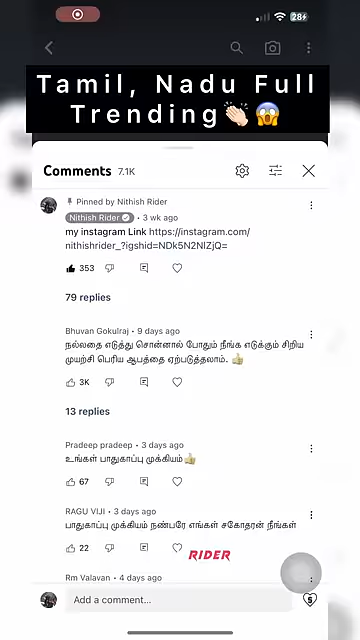 28
Tamil, Nadu Full
Trending👏🏻😱
Comments 7.1K
Pinned by Nithish Rider
Nithish Rider • 3 wk ago
my instagram Link https://instagram.com/
nithishrider_?igshid=NDk5N2NlZjQ=
353
79 replies
Bhuvan Gokulraj • 9 days ago
நல்லதை எடுத்து சொன்னால் போதும் நீங்க எடுக்கும் சிறிய
முயற்சி பெரிய ஆபத்தை ஏற்படுத்தலாம். 👍🏼
3K
13 replies
Pradeep pradeep • 3 days ago
உங்கள் பாதுகாப்பு முக்கியம்👍🏼
67
RAGU VIJI • 3 days ago
பாதுகாப்பு முக்கியம் நண்பரே எங்கள் சகோதரன் நீங்கள்
22
RIDER
Rm Valavan • 4 days ago
Add a comment...